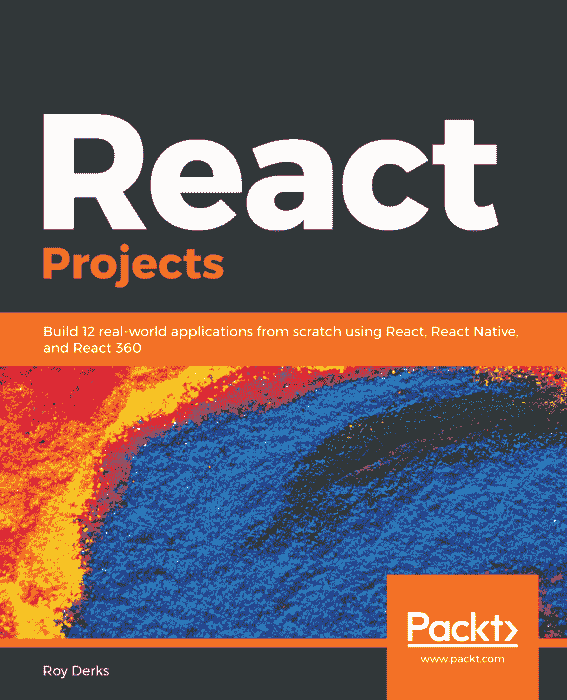 React
Projects
Build 12 real-world applications from scratch using React, React Native,
and React 360
Packt>
www.packt.com
Roy Derks